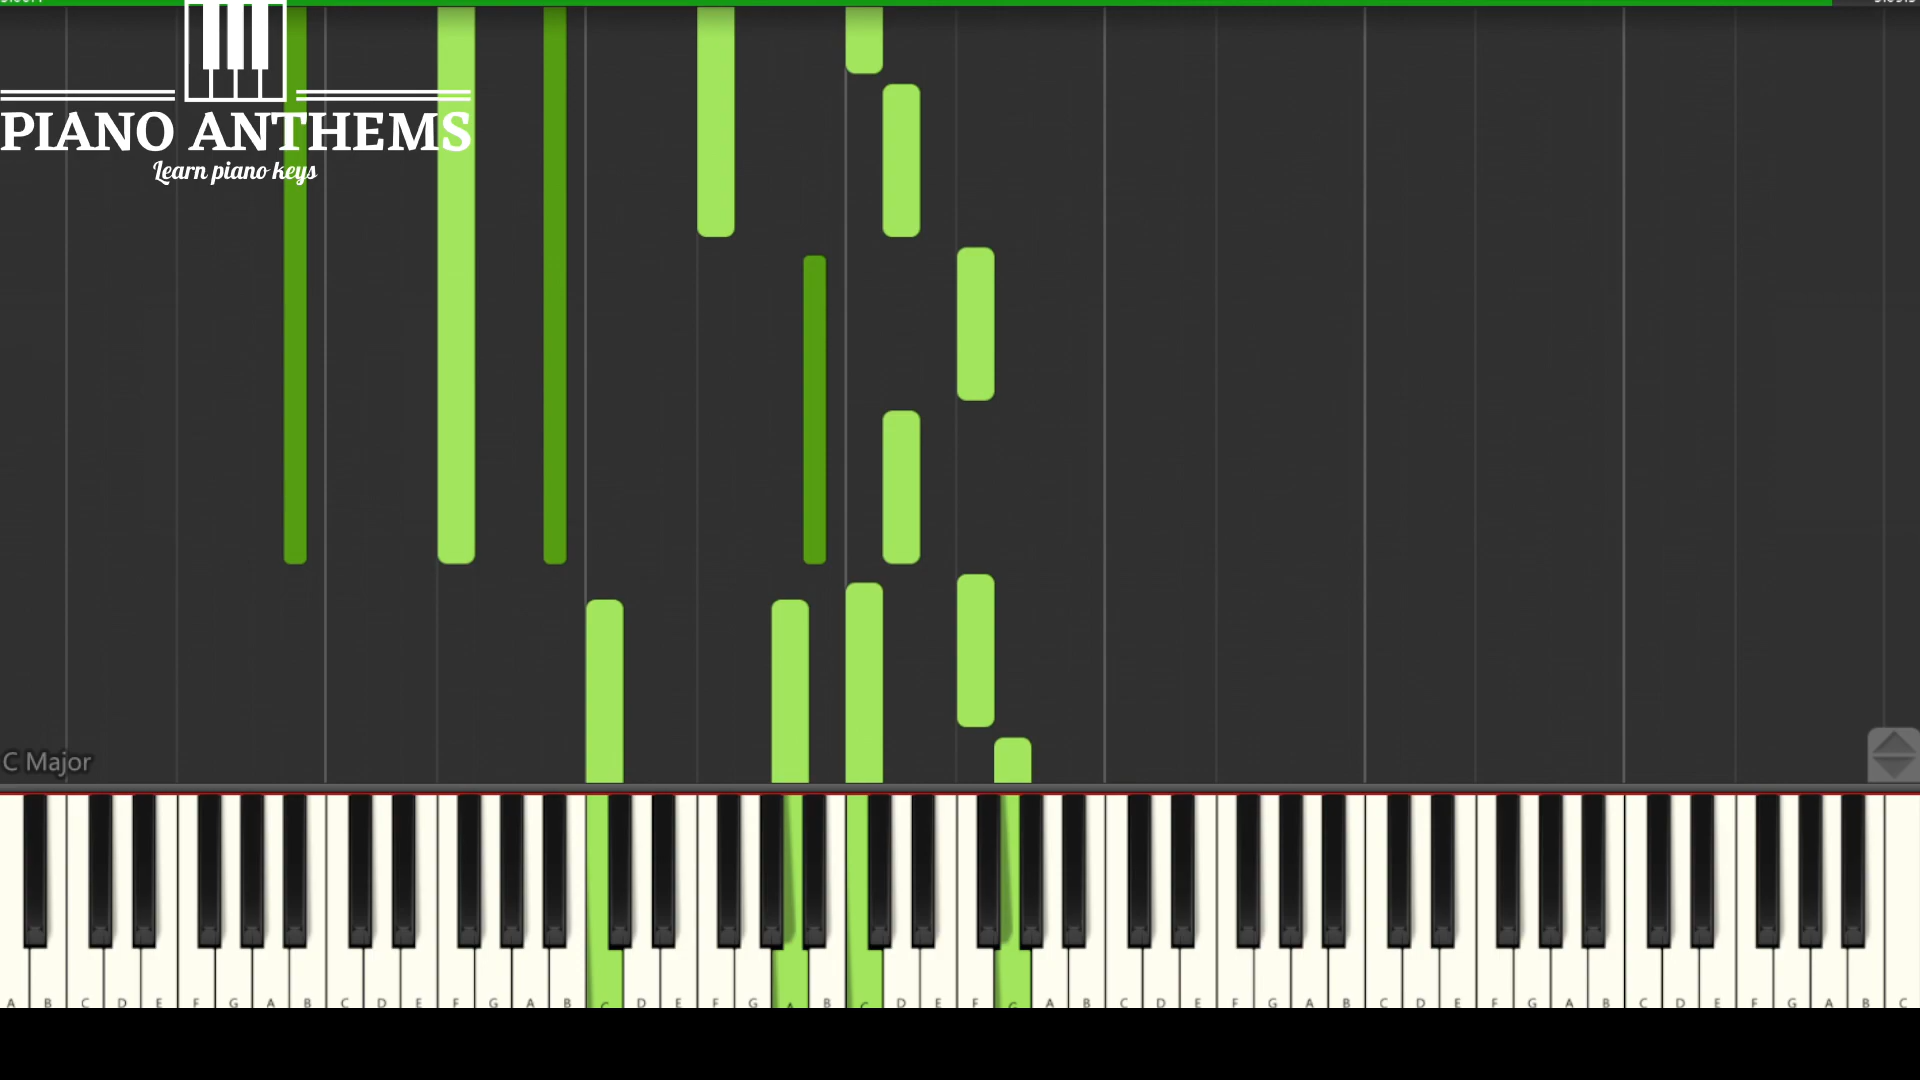 PIANO ANTHEMS
Learn piano keys
C Major
A B C D E F G A B C D E F G A B C D E F G A B C D E F G A B C D E F G A B C D E F G A B C